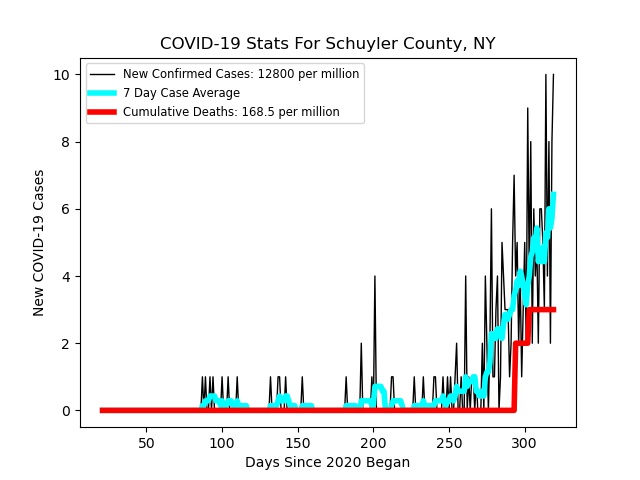 COVID-19 Stats For Schuyler County, NY
New Confirmed Cases: 12800 per million
7 Day Case Average
Cumulative Deaths: 168.5 per million
10
8
6
4
2
0
New COVID-19 Cases
50
100
150
200
250
300
Days Since 2020 Began